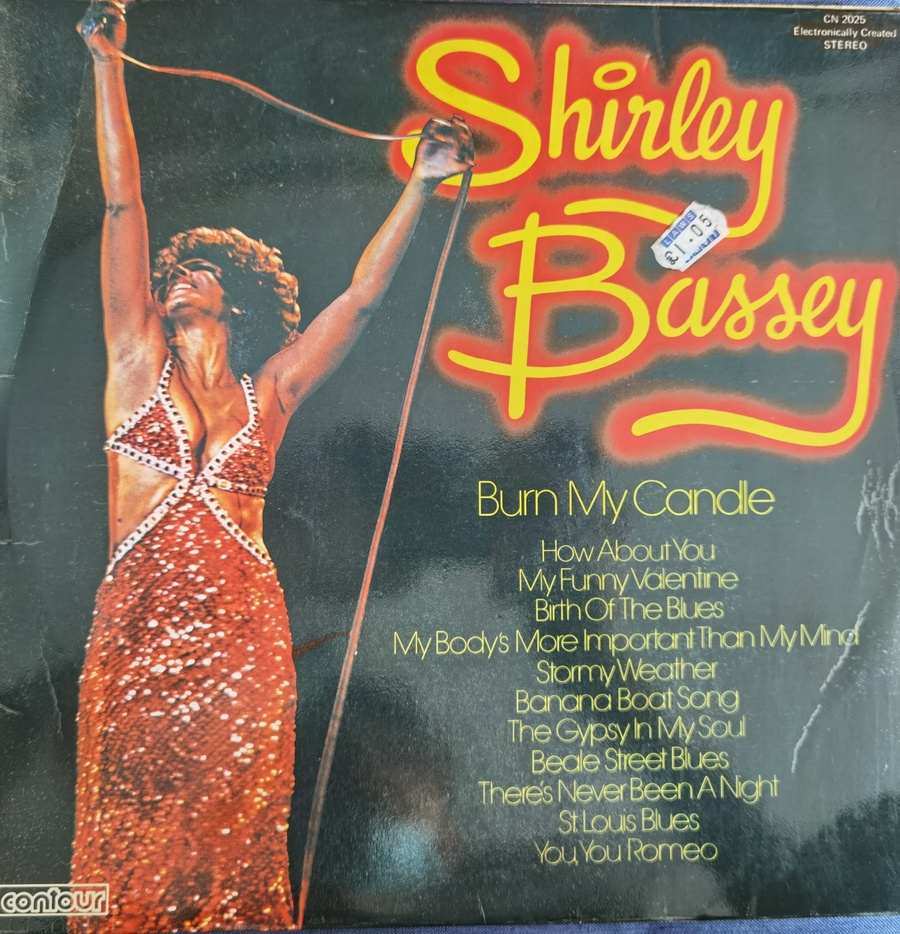 CN 2025
Electronically Created
STEREO
Shirley
Bassey
£1.05
Burn My Candle
How About You
My Funny Valentine
Birth Of The Blues
My Body's More Important Than My Mind
Stormy Weather
Banana Boat Song
The Gypsy In My Soul
Beale Street Blues
There's Never Been A Night
St Louis Blues
You, You Romeo
contour